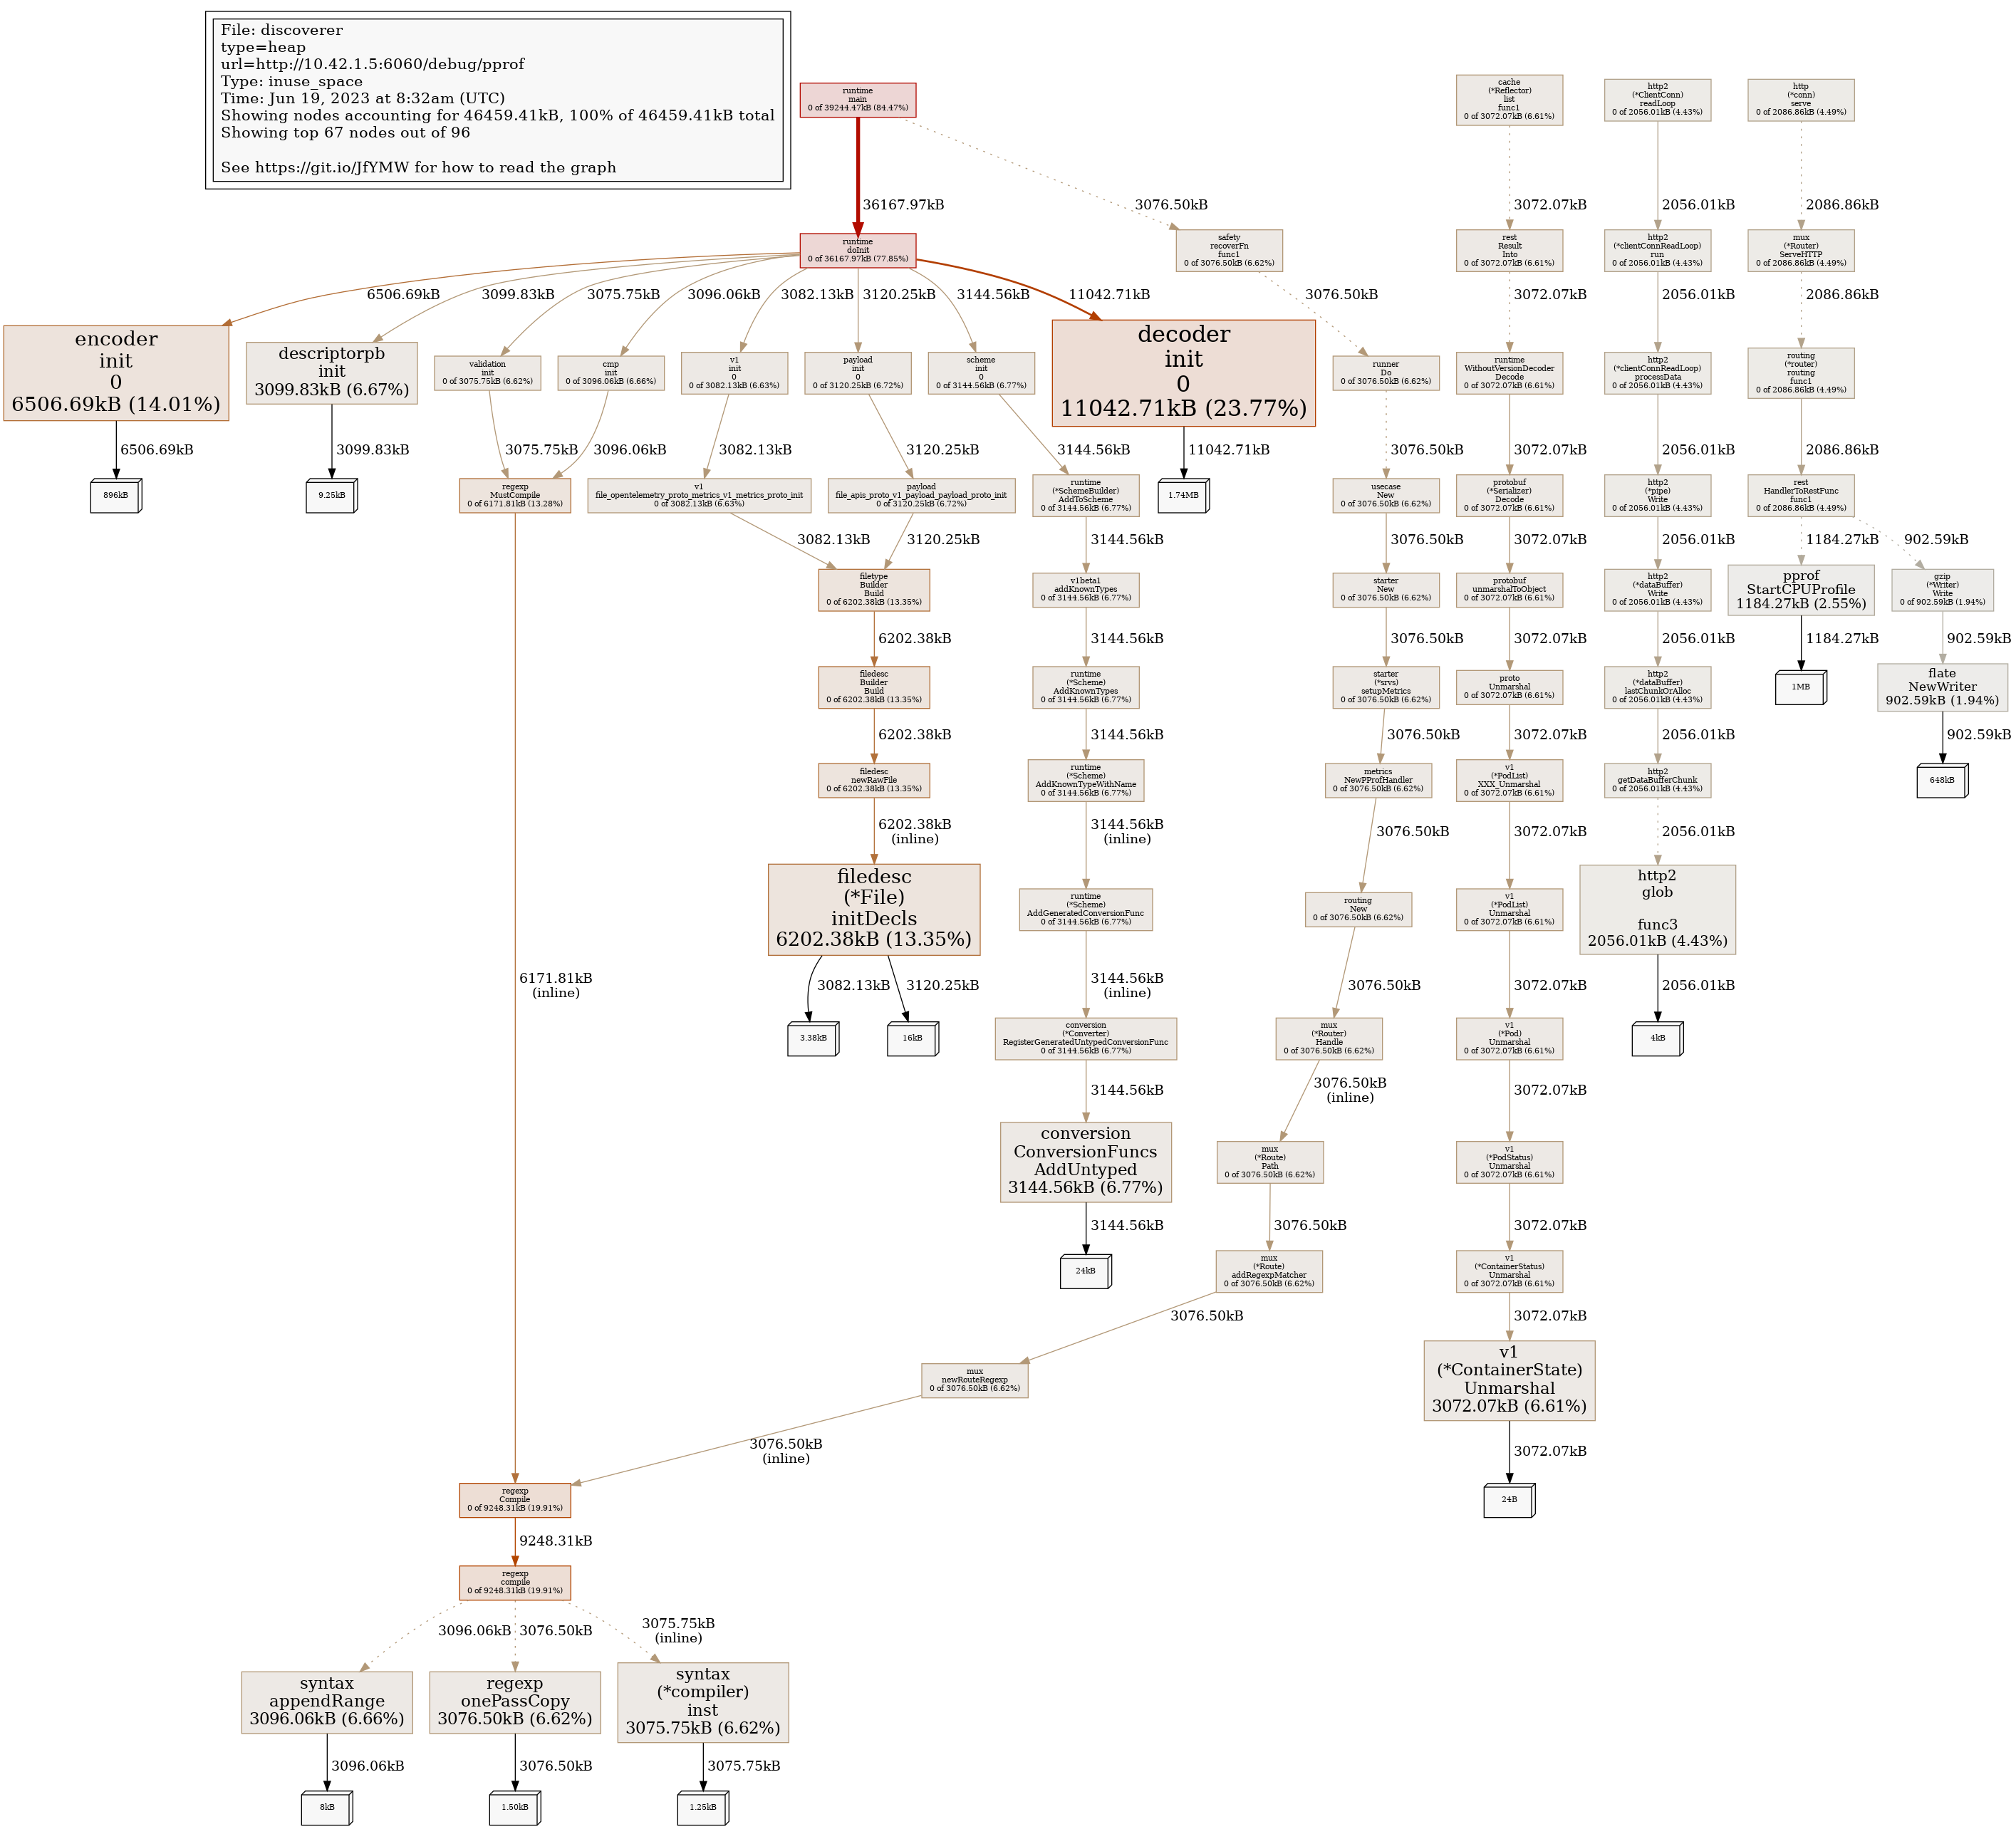 File: discoverer
type=heap
url=http://10.42.1.5:6060/debug/pprof
Type: inuse_space
Time: Jun 19, 2023 at 8:32am (UTC)
Showing nodes accounting for 46459.41kB, 100% of 46459.41kB total
Showing top 67 nodes out of 96
See https://git.io/JfYMW for how to read the graph
runtime
main
0 of 39244.47kB (84.47%)
cache
(*Reflector)
list
func1
0 of 3072.07kB (6.61%)
http2
(*ClientConn)
readLoop
0 of 2056.01kB (4.43%)
http
(*conn)
serve
0 of 2086.86kB (4.49%)
36167.97kB
3076.50kB
3072.07kB
2056.01kB
2086.86kB
runtime
doInit
0 of 36167.97kB (77.85%)
safety
recoverFn
func1
0 of 3076.50kB (6.62%)
rest
Result
Into
0 of 3072.07kB (6.61%)
http2
(*clientConnReadLoop)
run
0 of 2056.01kB (4.43%)
mux
(*Router)
ServeHTTP
0 of 2086.86kB (4.49%)
6506.69kB
3099.83kB
3075.75kB
3096.06kB
3082.13kB
3120.25kB
3144.56kB
11042.71kB
3076.50kB
3072.07kB
2056.01kB
2086.86kB
encoder
init
0
6506.69kB (14.01%)
descriptorpb
init
3099.83kB (6.67%)
validation
init
0 of 3075.75kB (6.62%)
cmp
init
0 of 3096.06kB (6.66%)
v1
init
0
0 of 3082.13kB (6.63%)
payload
init
0
0 of 3120.25kB (6.72%)
scheme
init
0
0 of 3144.56kB (6.77%)
decoder
init
0
11042.71kB (23.77%)
runner
Do
0 of 3076.50kB (6.62%)
runtime
WithoutVersionDecoder
Decode
0 of 3072.07kB (6.61%)
http2
(*clientConnReadLoop)
processData
0 of 2056.01kB (4.43%)
routing
(*router)
routing
func1
0 of 2086.86kB (4.49%)
6506.69kB
3099.83kB
3075.75kB
3096.06kB
3082.13kB
3120.25kB
3144.56kB
11042.71kB
3076.50kB
3072.07kB
2056.01kB
2086.86kB
896kB
9.25kB
regexp
MustCompile
0 of 6171.81kB (13.28%)
v1
file_opentelemetry_proto_metrics_v1_metrics_proto_init
0 of 3082.13kB (6.63%)
payload
file_apis_proto_v1_payload_payload_proto_init
0 of 3120.25kB (6.72%)
runtime
(*SchemeBuilder)
AddToScheme
0 of 3144.56kB (6.77%)
1.74MB
usecase
New
0 of 3076.50kB (6.62%)
protobuf
(*Serializer)
Decode
0 of 3072.07kB (6.61%)
http2
(*pipe)
Write
0 of 2056.01kB (4.43%)
rest
HandlerToRestFunc
func1
0 of 2086.86kB (4.49%)
3082.13kB
3120.25kB
3144.56kB
3076.50kB
3072.07kB
2056.01kB
1184.27kB
902.59kB
filetype
Builder
Build
0 of 6202.38kB (13.35%)
v1beta1
addKnownTypes
0 of 3144.56kB (6.77%)
starter
New
0 of 3076.50kB (6.62%)
protobuf
unmarshalToObject
0 of 3072.07kB (6.61%)
http2
(*dataBuffer)
Write
0 of 2056.01kB (4.43%)
pprof
StartCPUProfile
1184.27kB (2.55%)
gzip
(*Writer)
Write
0 of 902.59kB (1.94%)
6202.38kB
3144.56kB
3076.50kB
3072.07kB
2056.01kB
1184.27kB
902.59kB
filedesc
Builder
Build
0 of 6202.38kB (13.35%)
runtime
(*Scheme)
AddKnownTypes
0 of 3144.56kB (6.77%)
starter
(*srvs)
setupMetrics
0 of 3076.50kB (6.62%)
proto
Unmarshal
0 of 3072.07kB (6.61%)
http2
(*dataBuffer)
lastChunkOrAlloc
0 of 2056.01kB (4.43%)
1MB
flate
NewWriter
902.59kB (1.94%)
6202.38kB
3144.56kB
3076.50kB
3072.07kB
2056.01kB
902.59kB
filedesc
newRawFile
0 of 6202.38kB (13.35%)
runtime
(*Scheme)
AddKnownTypeWithName
0 of 3144.56kB (6.77%)
metrics
NewPProfHandler
0 of 3076.50kB (6.62%)
v1
(*PodList)
XXX_Unmarshal
0 of 3072.07kB (6.61%)
http2
getDataBufferChunk
0 of 2056.01kB (4.43%)
648kB
6202.38kB
(inline)
3144.56kB
(inline)
3076.50kB
3072.07kB
2056.01kB
filedesc
(*File)
initDecls
6202.38kB (13.35%)
runtime
(*Scheme)
AddGeneratedConversionFunc
0 of 3144.56kB (6.77%)
routing
New
0 of 3076.50kB (6.62%)
v1
(*PodList)
Unmarshal
0 of 3072.07kB (6.61%)
http2
glob
func3
2056.01kB (4.43%)
6171.81kB
(inline)
3082.13kB
3120.25kB
3144.56kB
(inline)
3076.50kB
3072.07kB
2056.01kB
3.38kB
16kB
conversion
(*Converter)
RegisterGeneratedUntypedConversionFunc
0 of 3144.56kB (6.77%)
mux
(*Router)
Handle
0 of 3076.50kB (6.62%)
v1
(*Pod)
Unmarshal
0 of 3072.07kB (6.61%)
4kB
3144.56kB
3076.50kB
(inline)
3072.07kB
conversion
ConversionFuncs
AddUntyped
3144.56kB (6.77%)
mux
(*Route)
Path
0 of 3076.50kB (6.62%)
v1
(*PodStatus)
Unmarshal
0 of 3072.07kB (6.61%)
3144.56kB
3076.50kB
3072.07kB
24kB
mux
(*Route)
addRegexpMatcher
0 of 3076.50kB (6.62%)
v1
(*ContainerStatus)
Unmarshal
0 of 3072.07kB (6.61%)
3076.50kB
3072.07kB
mux
newRouteRegexp
0 of 3076.50kB (6.62%)
v1
(*ContainerState)
Unmarshal
3072.07kB (6.61%)
3076.50kB
(inline)
3072.07kB
regexp
Compile
0 of 9248.31kB (19.91%)
24B
9248.31kB
regexp
compile
0 of 9248.31kB (19.91%)
3096.06kB
3076.50kB
3075.75kB
(inline)
syntax
appendRange
3096.06kB (6.66%)
regexp
onePassCopy
3076.50kB (6.62%)
syntax
(*compiler)
inst
3075.75kB (6.62%)
3096.06kB
3076.50kB
3075.75kB
8kB
1.50kB
1.25kB